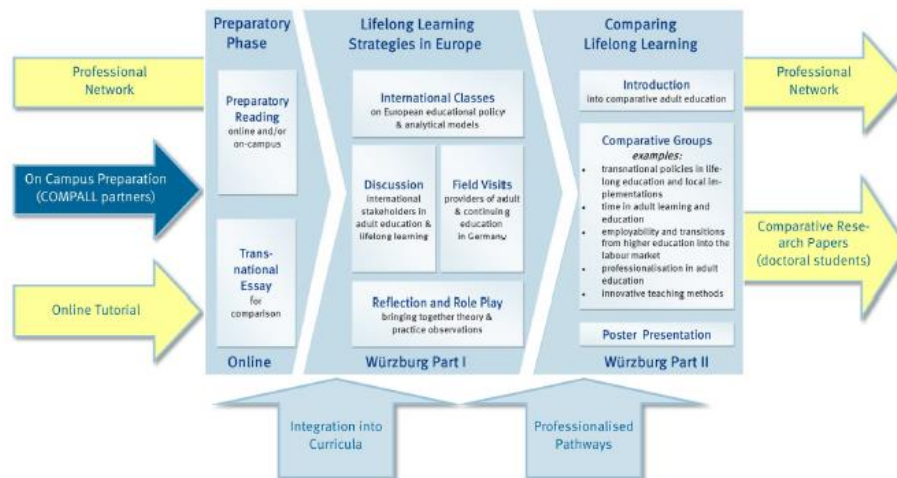 Preparatory
Phase
Lifelong Learning
Strategies in Europe
Comparing
Lifelong Learning
Professional
Network
On Campus Preparation
(COMPALL partners)
Online Tutorial
Preparatory
Reading
online and/or
on-campus
Trans-
national
Essay
for
comparison
Online
International Classes
on European educational policy
& analytical models
Discussion
international
stakeholders in
adult education &
lifelong learning
Field Visits
providers of adult
& continuing
education
in Germany
Reflection and Role Play
bringing together theory &
practice observations
Würzburg Part I
Introduction
into comparative adult education
Comparative Groups
examples:
• transnational policies in life-
long education and local im-
plementations
• time in adult learning and
education
• employability and transitions
from higher education into the
labour market
• professionalisation in adult
education
• innovative teaching methods
Poster Presentation
Würzburg Part II
Professional
Network
Comparative Rese-
arch Papers
(doctoral students)
Integration into
Curricula
Professionalised
Pathways